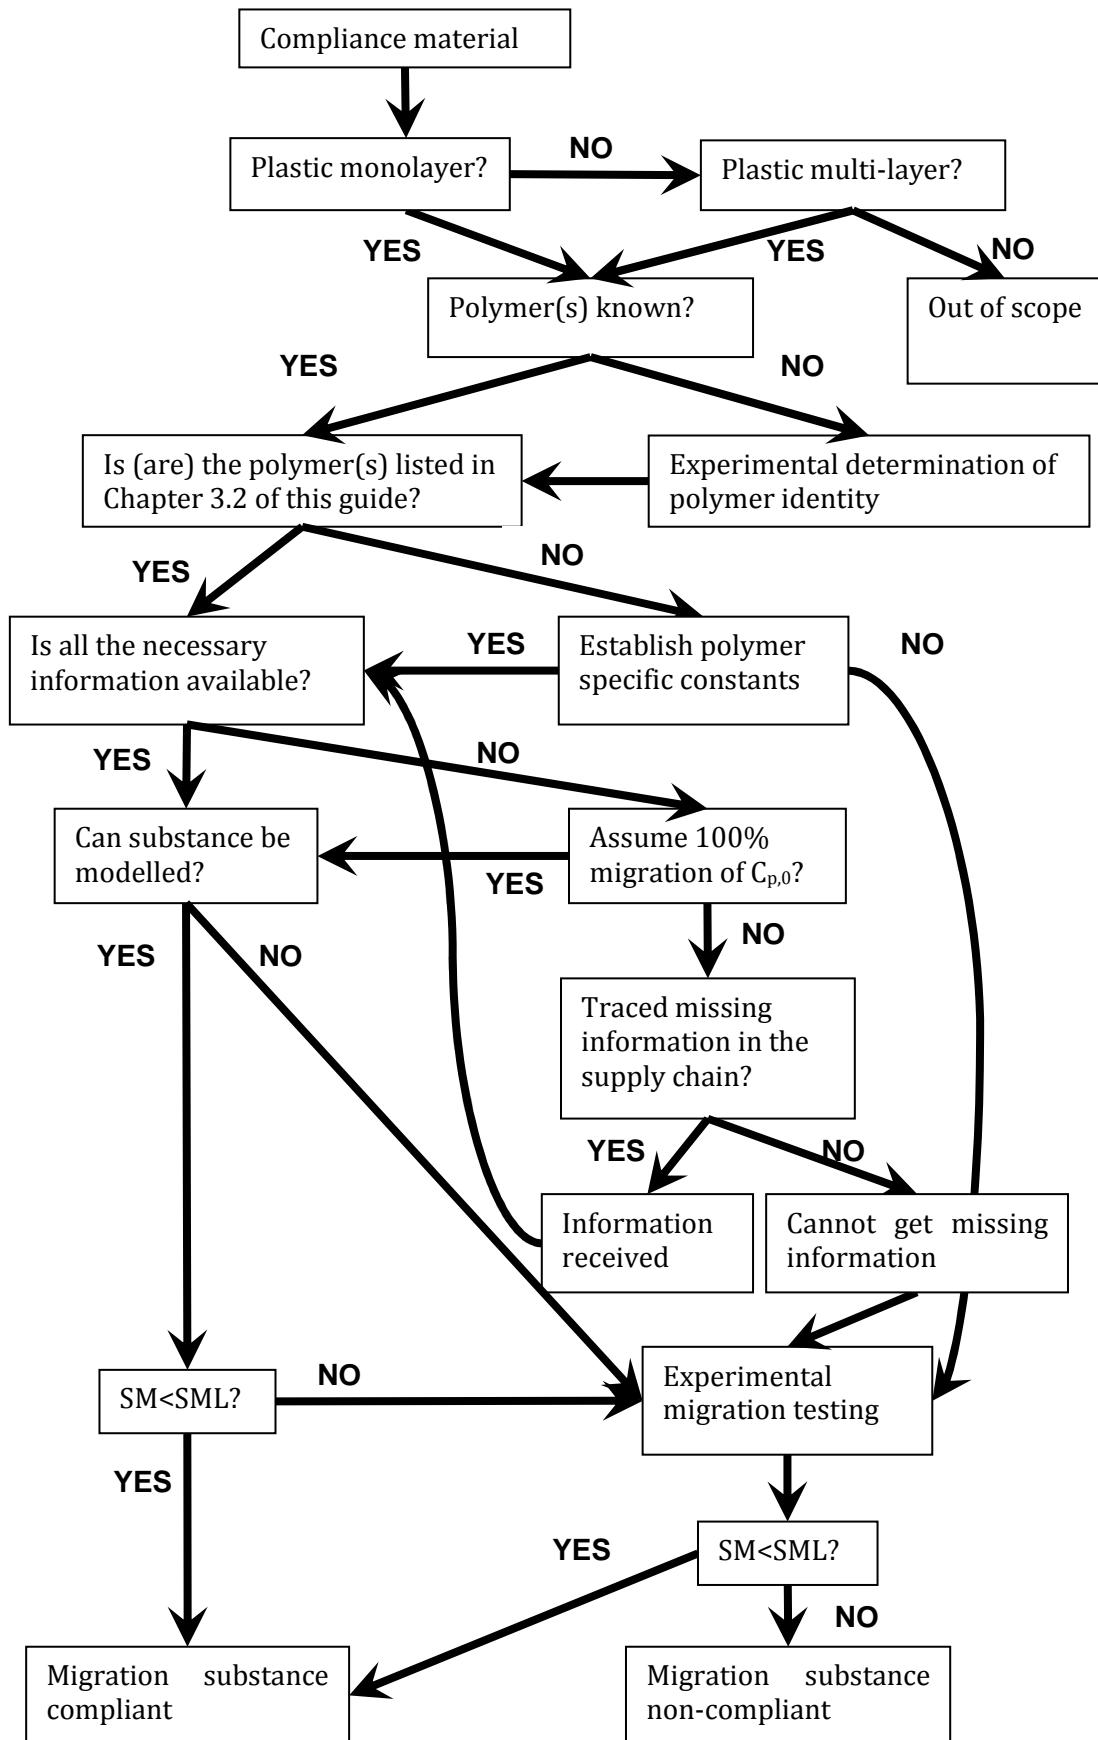 Compliance material
Plastic monolayer?
NO
Plastic multi-layer?
YES
YES
NO
Polymer(s) known?
Out of scope
YES
NO
Is (are) the polymer(s) listed in
Chapter 3.2 of this guide?
Experimental determination of
polymer identity
YES
NO
Is all the necessary
information available?
YES
Establish polymer
specific constants
NO
YES
NO
Can substance be
modelled?
YES
Assume 100%
migration of Cp,0?
YES
NO
NO
Traced missing
information in the
supply chain?
YES
NO
Information
received
Cannot get missing
information
SM<SML?
NO
Experimental
migration testing
YES
YES
SM<SML?
NO
Migration substance
compliant
Migration substance
non-compliant